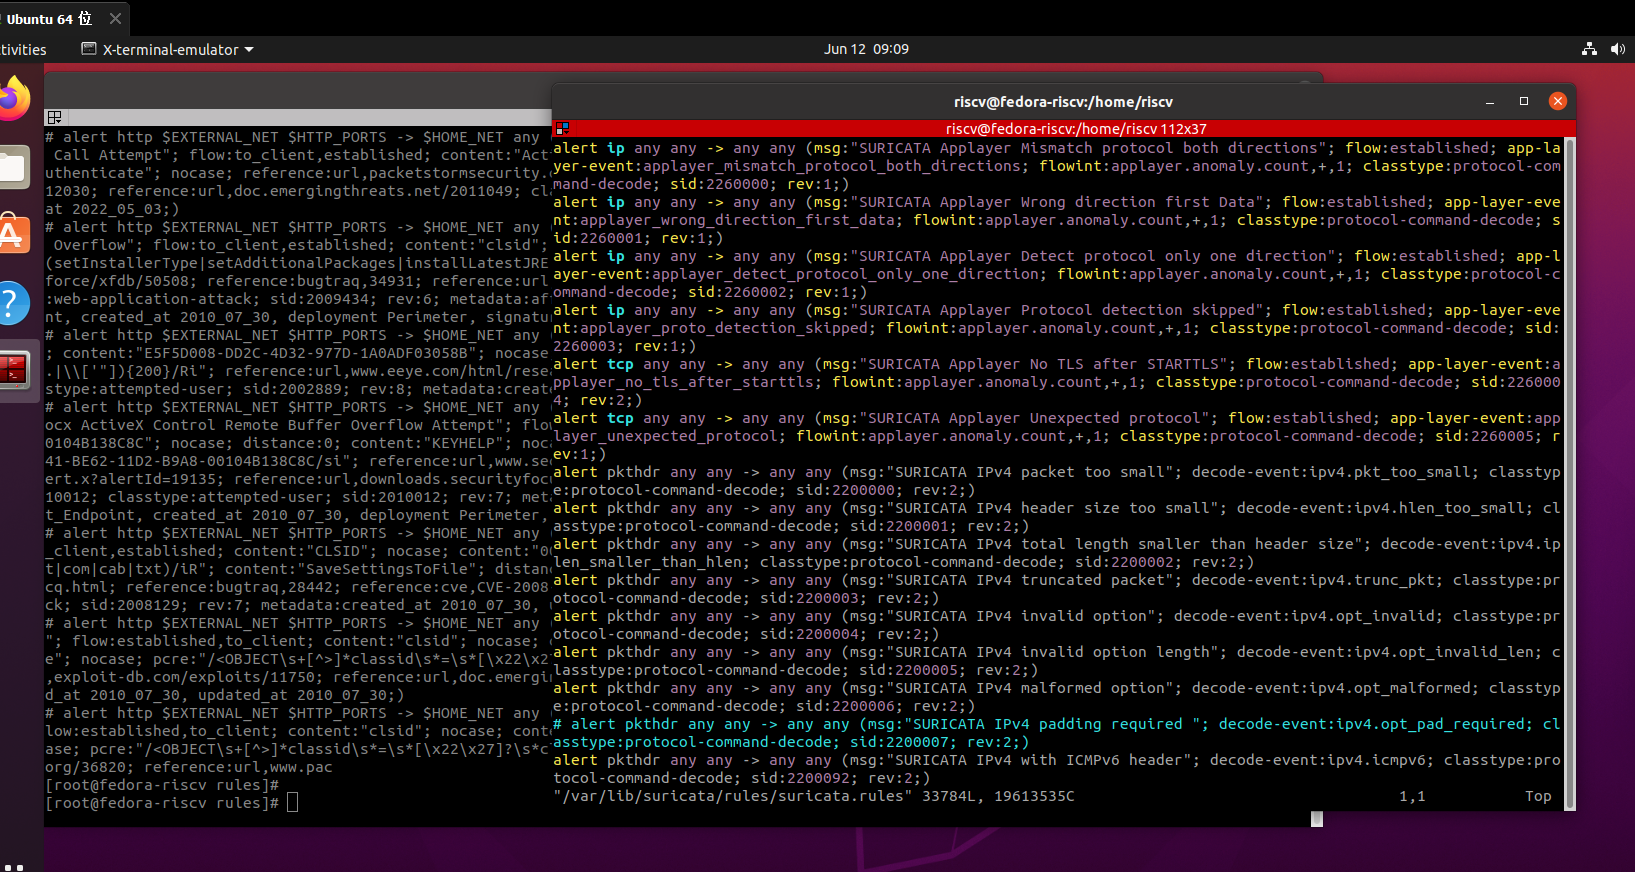 Ubuntu 64 位
tivities
X-terminal-emulator
Jun 12 09:09
# alert http $EXTERNAL_NET $HTTP_PORTS -> $HOME_NET any
Call Attempt"; flow:to_client,established; content:"Act
uthenticate"; nocase; reference:url,packetstormsecurity.
12030; reference:url,doc.emergingthreats.net/2011049; cl
at 2022_05_03;)
# alert http $EXTERNAL_NET $HTTP_PORTS -> $HOME_NET any
Overflow"; flow:to_client,established; content:"clsid";
(setInstallerType|setAdditionalPackages|installLatestJRE
force/xfdb/50508; reference:bugtraq,34931; reference:url
:web-application-attack; sid:2009434; rev:6; metadata:af
nt, created_at 2010_07_30, deployment Perimeter, signatu
# alert http $EXTERNAL_NET $HTTP_PORTS -> $HOME_NET any
; content:"E5F5D008-DD2C-4D32-977D-1A0ADF03058B"; nocase
.|\\['"]){200}/Ri"; reference:url,www.eeye.com/html/rese
stype:attempted-user; sid:2002889; rev:8; metadata:creat
# alert http $EXTERNAL_NET $HTTP_PORTS -> $HOME_NET any
ocx ActiveX Control Remote Buffer Overflow Attempt"; flo
0104B138C8C"; nocase; distance:0; content:"KEYHELP"; noc
41-BE62-11D2-B9A8-00104B138C8C/si"; reference:url,www.se
ert.x?alertId=19135; reference:url,downloads.securityfoc
10012; classtype:attempted-user; sid:2010012; rev:7; met
t_Endpoint, created_at 2010_07_30, deployment Perimeter,
# alert http $EXTERNAL_NET $HTTP_PORTS -> $HOME_NET any
_client,established; content:"CLSID"; nocase; content:"00
t|com|cab|txt)/iR"; content:"SaveSettingsToFile"; distan
cq.html; reference:bugtraq,28442; reference:cve,CVE-2008
ck; sid:2008129; rev:7; metadata:created_at 2010_07_30, u
# alert http $EXTERNAL_NET $HTTP_PORTS -> $HOME_NET any
"; flow:established,to_client; content:"clsid"; nocase;
e"; nocase; pcre:"/<OBJECT\s+[^>]*classid\s*=\s*[\x22\x2
,exploit-db.com/exploits/11750; reference:url,doc.emergin
d_at 2010_07_30, updated_at 2010_07_30;)
# alert http $EXTERNAL_NET $HTTP_PORTS -> $HOME_NET any
low:established,to_client; content:"clsid"; nocase; cont
ase; pcre:"/<OBJECT\s+[^>]*classid\s*=\s*[\x22\x27]?\s*c
org/36820; reference:url,www.pac
[root@fedora-riscv rules]#
[root@fedora-riscv rules]#
riscv@fedora-riscv:/home/riscv
riscv@fedora-riscv:/home/riscv 112x37
alert ip any any -> any any (msg:"SURICATA Applayer Mismatch protocol both directions"; flow:established; app-la
yer-event:applayer_mismatch_protocol_both_directions; flowint:applayer.anomaly.count,+,1; classtype:protocol-com
mand-decode; sid:2260000; rev:1;)
alert ip any any -> any any (msg:"SURICATA Applayer Wrong direction first Data"; flow:established; app-layer-eve
nt:applayer_wrong_direction_first_data; flowint:applayer.anomaly.count,+,1; classtype:protocol-command-decode; s
id:2260001; rev:1;)
alert ip any any -> any any (msg:"SURICATA Applayer Detect protocol only one direction"; flow:established; app-l
ayer-event:applayer_detect_protocol_only_one_direction; flowint:applayer.anomaly.count,+,1; classtype:protocol-c
ommand-decode; sid:2260002; rev:1;)
alert ip any any -> any any (msg:"SURICATA Applayer Protocol detection skipped"; flow:established; app-layer-eve
nt:applayer_proto_detection_skipped; flowint:applayer.anomaly.count,+,1; classtype:protocol-command-decode; sid:
2260003; rev:1;)
alert tcp any any -> any any (msg:"SURICATA Applayer No TLS after STARTTLS"; flow:established; app-layer-event:a
pplayer_no_tls_after_starttls; flowint:applayer.anomaly.count,+,1; classtype:protocol-command-decode; sid:226000
4; rev:2;)
alert tcp any any -> any any (msg:"SURICATA Applayer Unexpected protocol"; flow:established; app-layer-event:app
layer_unexpected_protocol; flowint:applayer.anomaly.count,+,1; classtype:protocol-command-decode; sid:2260005; r
ev:1;)
alert pkthdr any any -> any any (msg:"SURICATA IPv4 packet too small"; decode-event:ipv4.pkt_too_small; classtyp
e:protocol-command-decode; sid:2200000; rev:2;)
alert pkthdr any any -> any any (msg:"SURICATA IPv4 header size too small"; decode-event:ipv4.hlen_too_small; cl
asstype:protocol-command-decode; sid:2200001; rev:2;)
alert pkthdr any any -> any any (msg:"SURICATA IPv4 total length smaller than header size"; decode-event:ipv4.ip
len_smaller_than_hlen; classtype:protocol-command-decode; sid:2200002; rev:2;)
alert pkthdr any any -> any any (msg:"SURICATA IPv4 truncated packet"; decode-event:ipv4.trunc_pkt; classtype:pr
otocol-command-decode; sid:2200003; rev:2;)
alert pkthdr any any -> any any (msg:"SURICATA IPv4 invalid option"; decode-event:ipv4.opt_invalid; classtype:pr
otocol-command-decode; sid:2200004; rev:2;)
alert pkthdr any any -> any any (msg:"SURICATA IPv4 invalid option length"; decode-event:ipv4.opt_invalid_len; c
lasstype:protocol-command-decode; sid:2200005; rev:2;)
alert pkthdr any any -> any any (msg:"SURICATA IPv4 malformed option"; decode-event:ipv4.opt_malformed; classtyp
e:protocol-command-decode; sid:2200006; rev:2;)
# alert pkthdr any any -> any any (msg:"SURICATA IPv4 padding required "; decode-event:ipv4.opt_pad_required; cl
asstype:protocol-command-decode; sid:2200007; rev:2;)
alert pkthdr any any -> any any (msg:"SURICATA IPv4 with ICMPv6 header"; decode-event:ipv4.icmpv6; classtype:pro
tocol-command-decode; sid:2200092; rev:2;)
"/var/lib/suricata/rules/suricata.rules" 33784L, 19613535C 1,1 Top